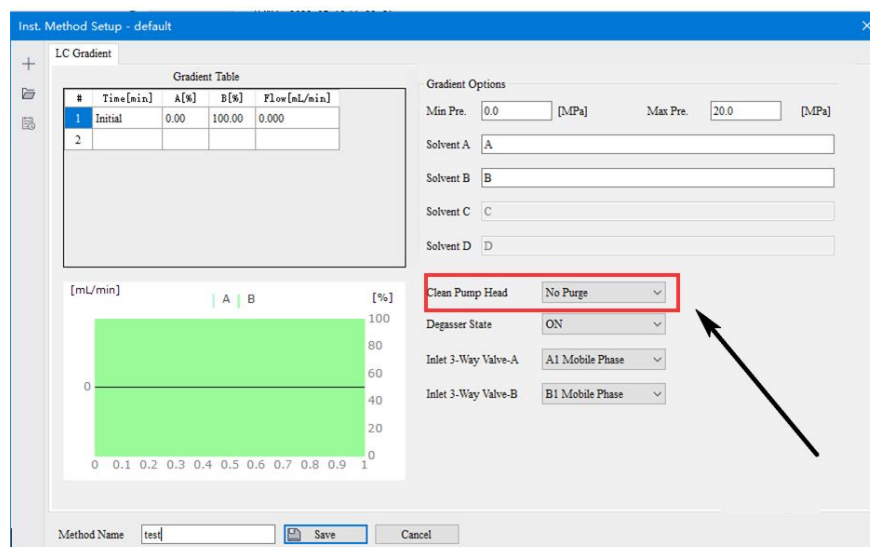 Inst. Method Setup - default
LC Gradient
Gradient Table
# Time[min] A[%] B[%] Flow[mL/min]
1 Initial 0.00 100.00 0.000
2
Gradient Options
Min Pre. 0.0 [MPa] Max Pre. 20.0 [MPa]
Solvent A A
Solvent B B
Solvent C C
Solvent D D
Clean Pump Head No Purge
Degasser State ON
Inlet 3-Way Valve-A A1 Mobile Phase
Inlet 3-Way Valve-B B1 Mobile Phase
[mL/min] A B [%]
100
80
60
0
40
20
0
0 0.1 0.2 0.3 0.4 0.5 0.6 0.7 0.8 0.9 1
Method Name test Save Cancel